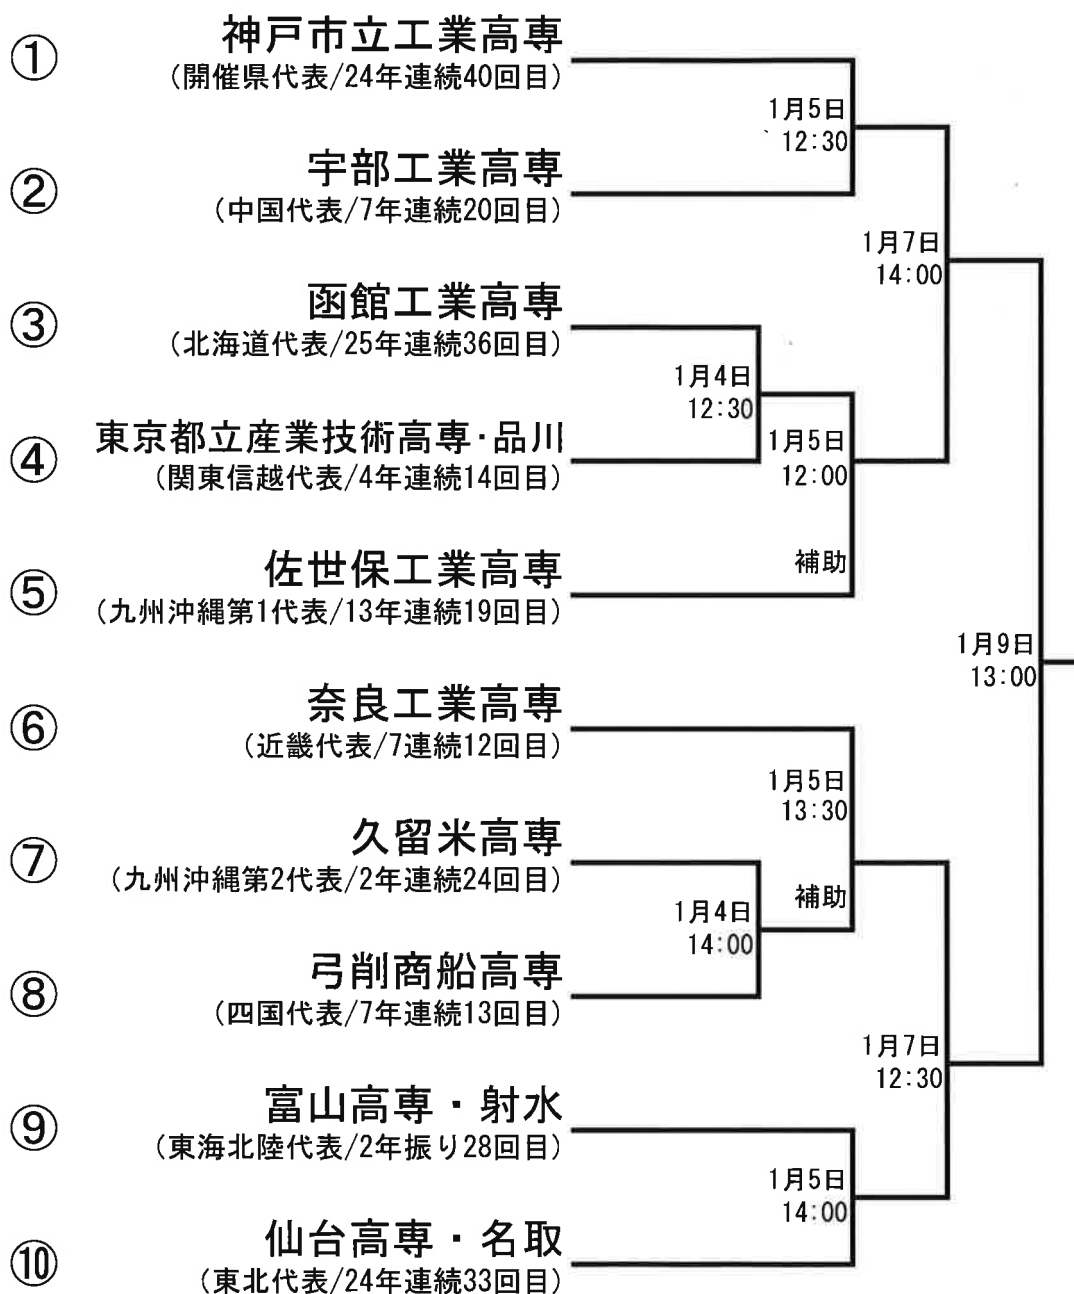 ① 神戸市立工業高専
(開催県代表/24年連続40回目)
1月5日
12:30
② 宇部工業高専
(中国代表/7年連続20回目)
1月7日
14:00
③ 函館工業高専
(北海道代表/25年連続36回目)
1月4日
12:30
④ 東京都立産業技術高専・品川
(関東信越代表/4年連続14回目)
1月5日
12:00
補助
⑤ 佐世保工業高専
(九州沖縄第1代表/13年連続19回目)
1月9日
13:00
⑥ 奈良工業高専
(近畿代表/7連続12回目)
1月5日
13:30
⑦ 久留米高専
(九州沖縄第2代表/2年連続24回目)
補助
1月4日
14:00
⑧ 弓削商船高専
(四国代表/7年連続13回目)
1月7日
12:30
⑨ 富山高専・射水
(東海北陸代表/2年振り28回目)
1月5日
14:00
⑩ 仙台高専・名取
(東北代表/24年連続33回目)